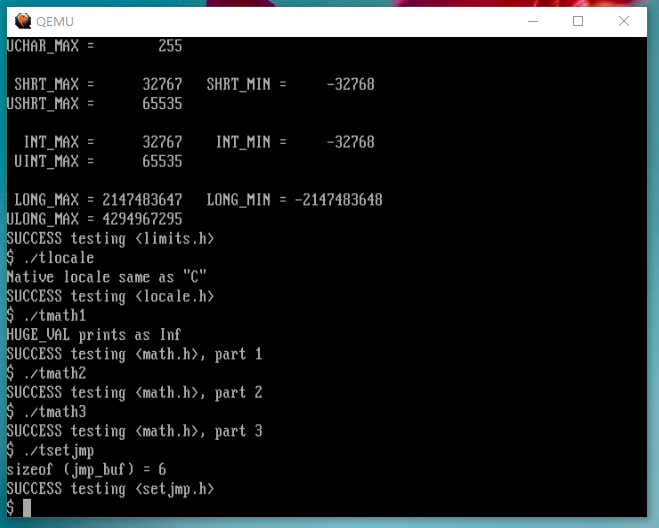 QEMU
UCHAR_MAX =        255
SHRT_MAX =      32767   SHRT_MIN =     -32768
USHRT_MAX =      65535
INT_MAX =      32767    INT_MIN =     -32768
UINT_MAX =      65535
LONG_MAX = 2147483647   LONG_MIN = -2147483648
ULONG_MAX = 4294967295
SUCCESS testing <limits.h>
$ ./tlocale
Native locale same as "C"
SUCCESS testing <locale.h>
$ ./tmath1
HUGE_VAL prints as Inf
SUCCESS testing <math.h>, part 1
$ ./tmath2
SUCCESS testing <math.h>, part 2
$ ./tmath3
SUCCESS testing <math.h>, part 3
$ ./tsetjmp
sizeof (jmp_buf) = 6
SUCCESS testing <setjmp.h>
$